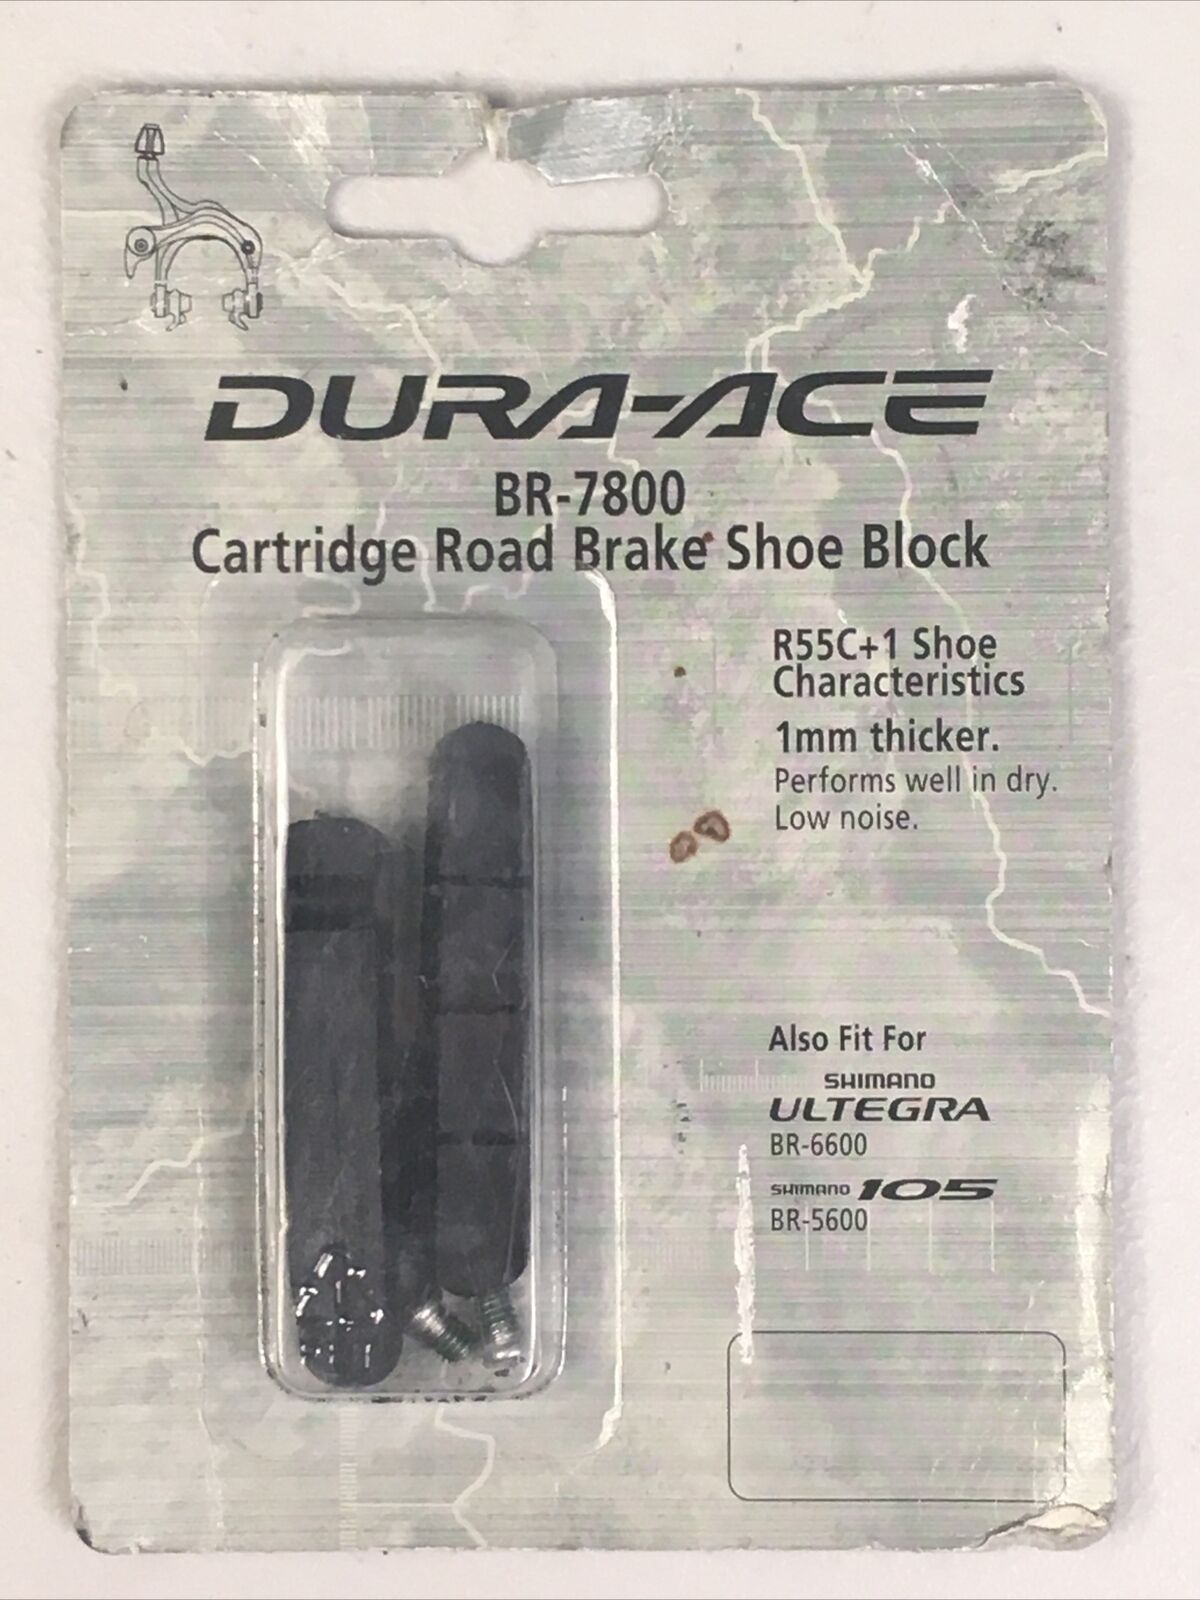 DURA-ACE
BR-7800
Cartridge Road Brake Shoe Block
R55C+1 Shoe
Characteristics
1mm thicker.
Performs well in dry.
Low noise.
Also Fit For
SHIMANO
ULTEGRA
BR-6600
SHIMANO 105
BR-5600